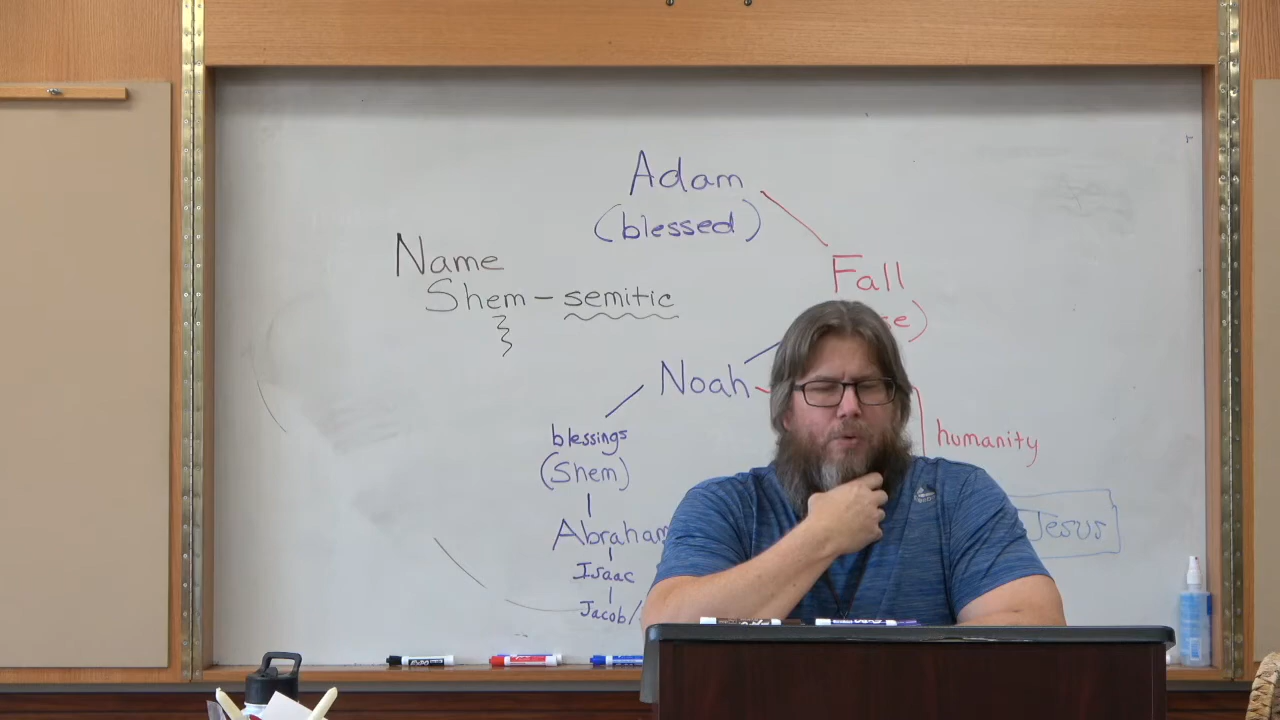 Adam
(blessed)
Name
Fall
Shem - semitic
Noah
blessings
humanity
(Shem)
Abraham
Jesus
Isaac
Jacob/